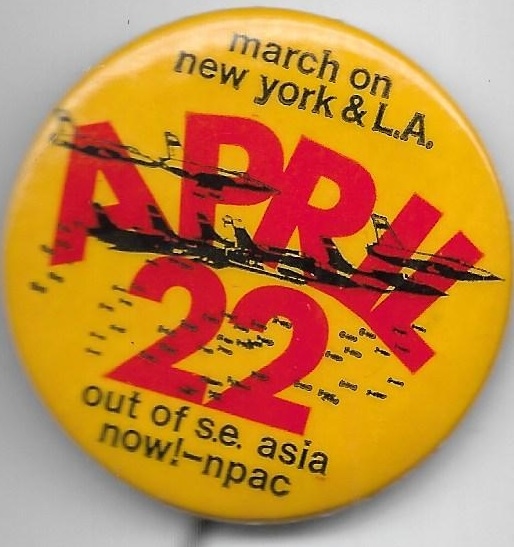 march on
new york & L.A.
APRIL
22
out of s.e. asia
now!-npac